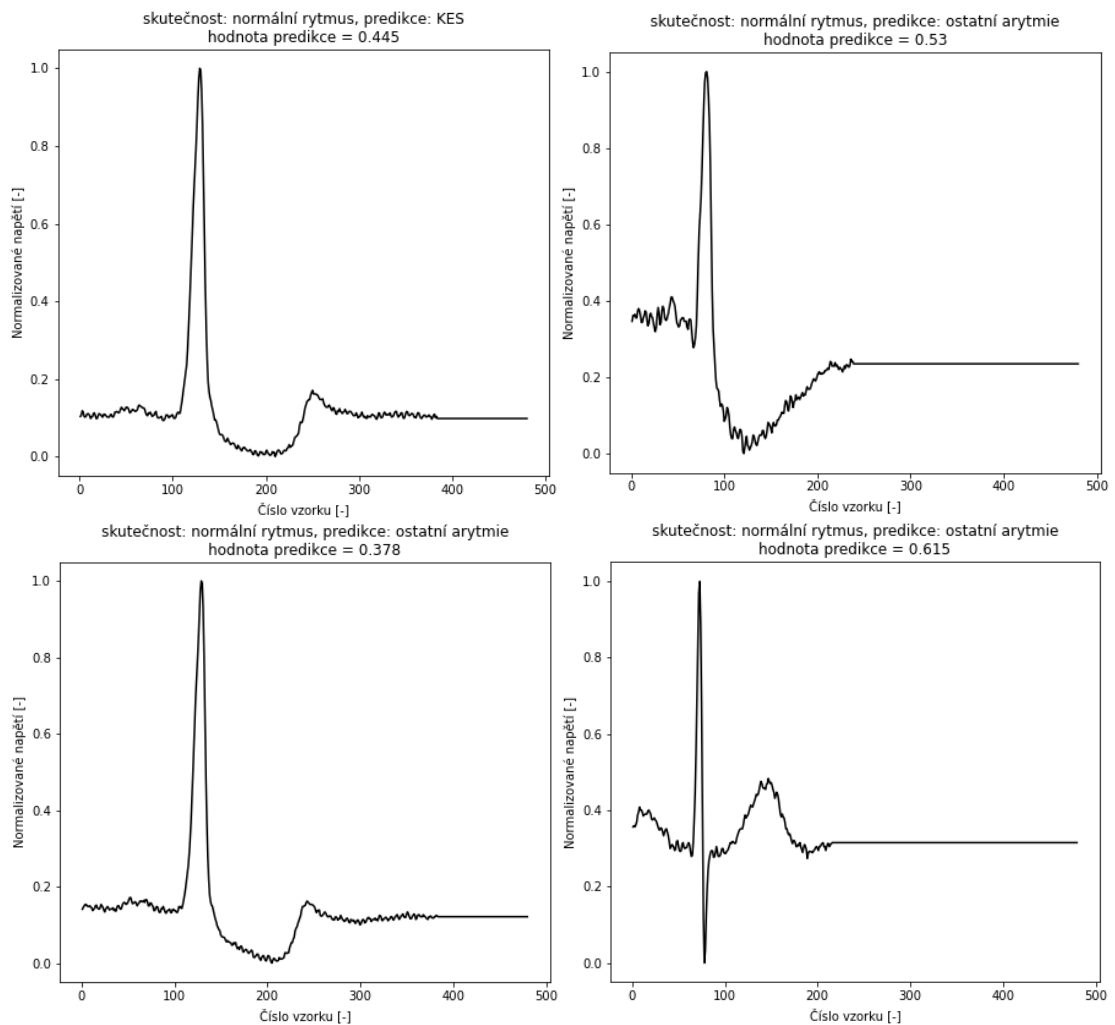 skutečnost: normální rytmus, predikce: KES
hodnota predikce = 0.445
1.0
0.8
0.6
0.4
0.2
0.0
Normalizované napětí [-]
0 100 200 300 400 500
Číslo vzorku [-]
skutečnost: normální rytmus, predikce: ostatní arytmie
hodnota predikce = 0.53
1.0
0.8
0.6
0.4
0.2
0.0
Normalizované napětí [-]
0 100 200 300 400 500
Číslo vzorku [-]
skutečnost: normální rytmus, predikce: ostatní arytmie
hodnota predikce = 0.378
1.0
0.8
0.6
0.4
0.2
0.0
Normalizované napětí [-]
0 100 200 300 400 500
Číslo vzorku [-]
skutečnost: normální rytmus, predikce: ostatní arytmie
hodnota predikce = 0.615
1.0
0.8
0.6
0.4
0.2
0.0
Normalizované napětí [-]
0 100 200 300 400 500
Číslo vzorku [-]